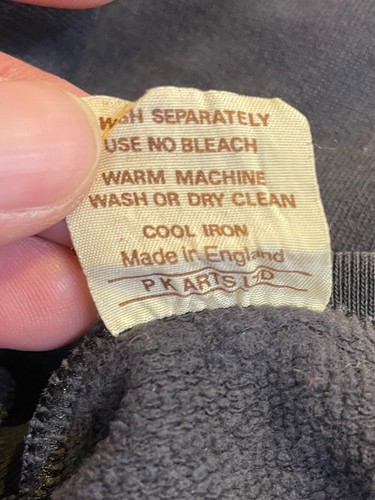 WASH SEPARATELY
USE NO BLEACH
WARM MACHINE
WASH OR DRY CLEAN
COOL IRON
Made in England
P K ARTS LTD